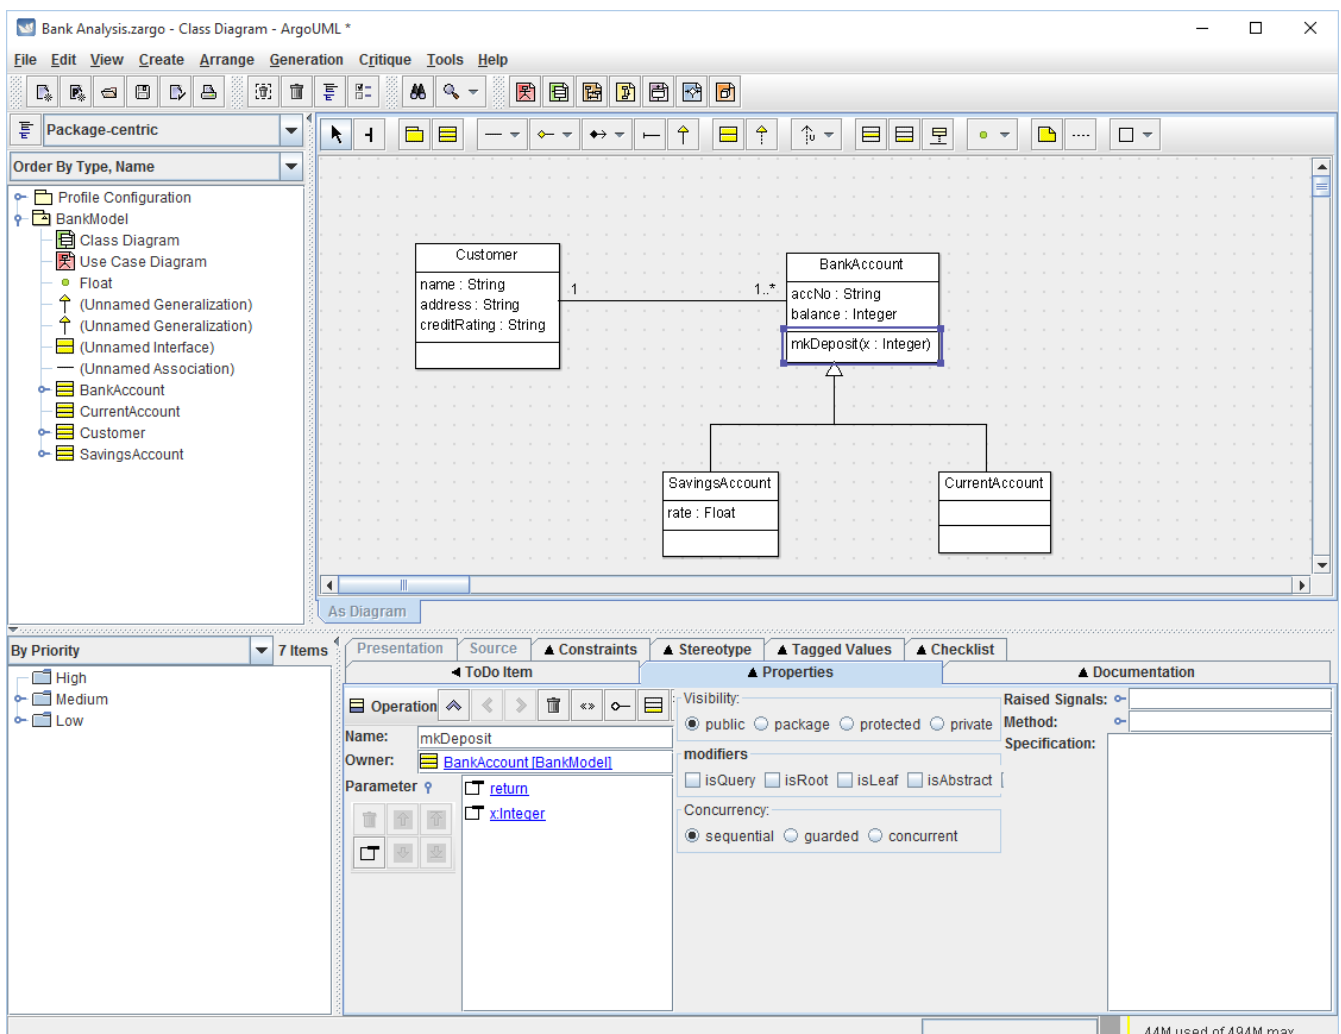 Bank Analysis.zargo - Class Diagram - ArgoUML *
File Edit View Create Arrange Generation Critique Tools Help
Package-centric
Order By Type, Name
Profile Configuration
BankModel
Class Diagram
Use Case Diagram
Float
(Unnamed Generalization)
(Unnamed Generalization)
(Unnamed Interface)
(Unnamed Association)
BankAccount
CurrentAccount
Customer
SavingsAccount
Customer
name : String
address : String
creditRating : String
1
1..*
BankAccount
accNo : String
balance : Integer
mkDeposit(x : Integer)
SavingsAccount
rate : Float
CurrentAccount
As Diagram
By Priority
7 Items
High
Medium
Low
Presentation Source Constraints Stereotype Tagged Values Checklist
ToDo Item Properties Documentation
Operation
Name: mkDeposit
Owner: BankAccount [BankModel]
Parameter
return
x:Integer
Visibility:
public package protected private
modifiers
isQuery isRoot isLeaf isAbstract
Concurrency:
sequential guarded concurrent
Raised Signals:
Method:
Specification:
44M used of 494M max